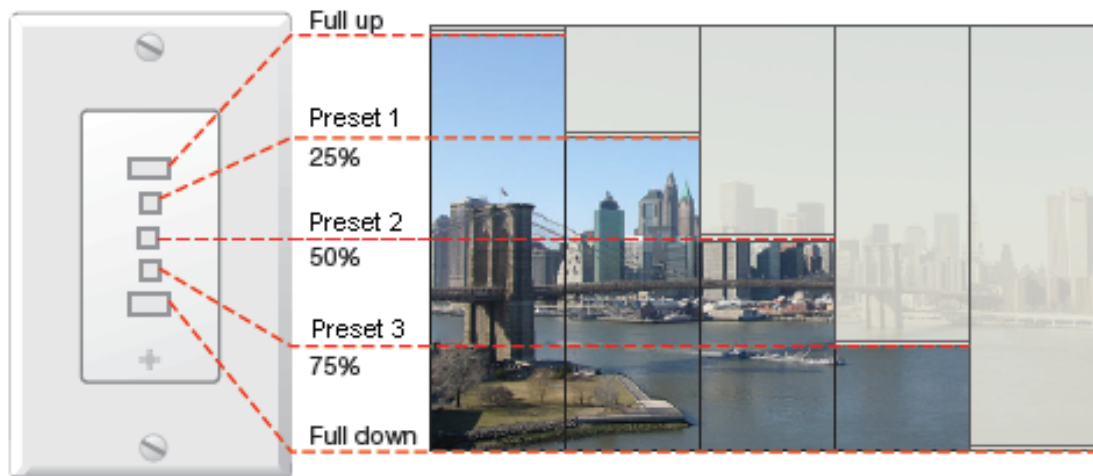 Full up
Preset 1
25%
Preset 2
50%
Preset 3
75%
Full down